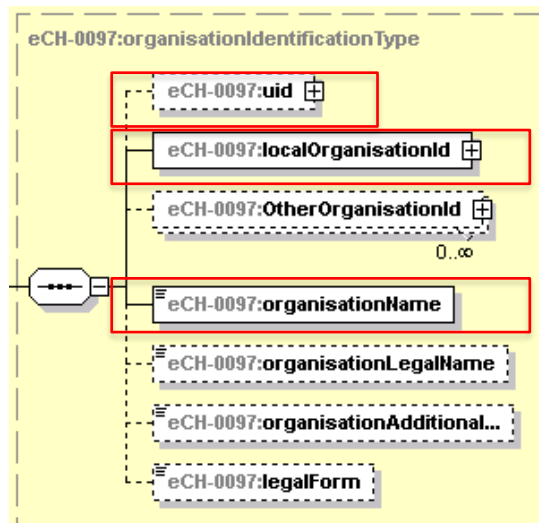 eCH-0097:organisationIdentificationType
eCH-0097:uid
eCH-0097:localOrganisationId
eCH-0097:OtherOrganisationId
0..∞
eCH-0097:organisationName
eCH-0097:organisationLegalName
eCH-0097:organisationAdditional...
eCH-0097:legalForm